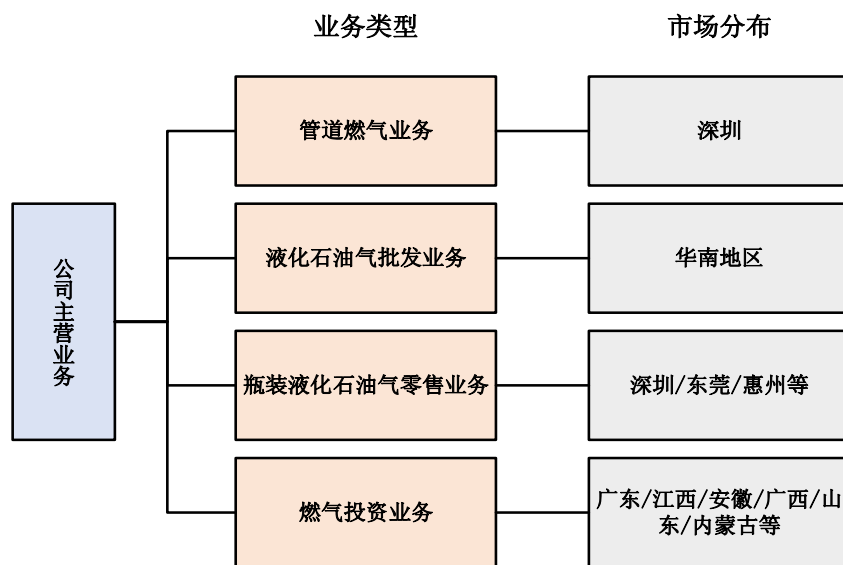 业务类型
市场分布
公司主营业务
管道燃气业务
深圳
液化石油气批发业务
华南地区
瓶装液化石油气零售业务
深圳/东莞/惠州等
燃气投资业务
广东/江西/安徽/广西/山
东/内蒙古等